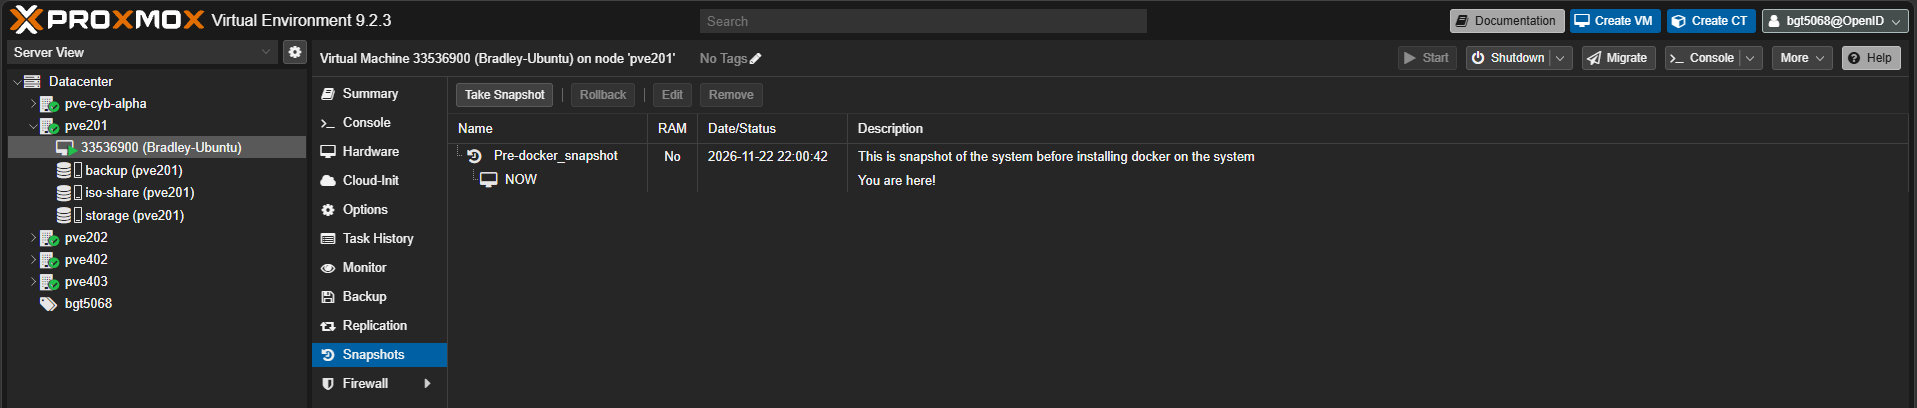 PROXMOX Virtual Environment 9.2.3 Search Documentation Create VM Create CT bgt5068@OpenID
Server View
Virtual Machine 33536900 (Bradley-Ubuntu) on node 'pve201' No Tags Start Shutdown Migrate Console More Help
Datacenter
pve-cyb-alpha
pve201
33536900 (Bradley-Ubuntu)
backup (pve201)
iso-share (pve201)
storage (pve201)
pve202
pve402
pve403
bgt5068
Summary
Console
Hardware
Cloud-Init
Options
Task History
Monitor
Backup
Replication
Snapshots
Firewall
Take Snapshot Rollback Edit Remove
Name RAM Date/Status Description
Pre-docker_snapshot No 2026-11-22 22:00:42 This is snapshot of the system before installing docker on the system
NOW You are here!